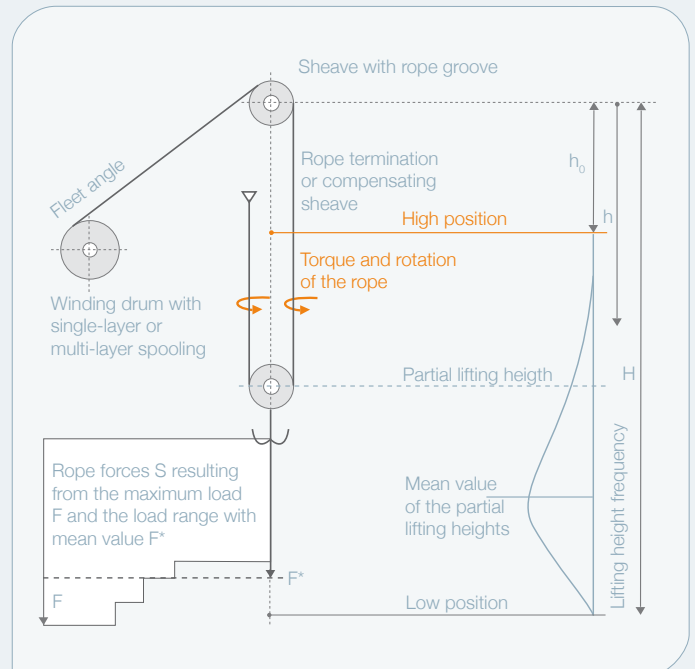 Sheave with rope groove
Fleet angle
Rope termination
or compensating
sheave
h₀
h
High position
Torque and rotation
of the rope
Winding drum with
single-layer or
multi-layer spooling
Partial lifting heigth
H
Rope forces S resulting
from the maximum load
F and the load range with
mean value F*
Mean value
of the partial
lifting heights
Lifting height frequency
F*
F
Low position